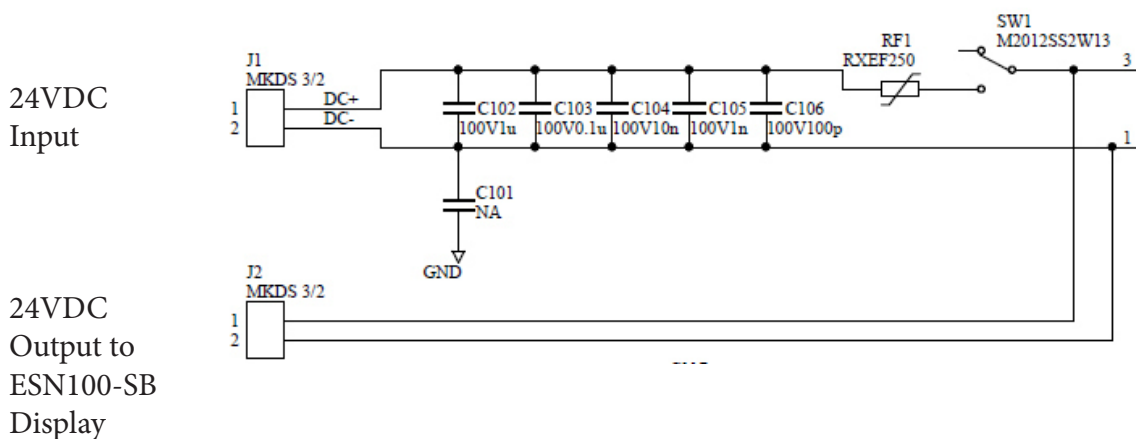 SW1
M2012SS2W13
RF1
RXEF250
3
J1
MKDS 3/2
24VDC
Input
1
2
DC+
DC-
C102
100V1u
C103
100V0.1u
C104
100V10n
C105
100V1n
C106
100V100p
1
C101
NA
GND
J2
MKDS 3/2
24VDC
Output to
ESN100-SB
Display
1
2